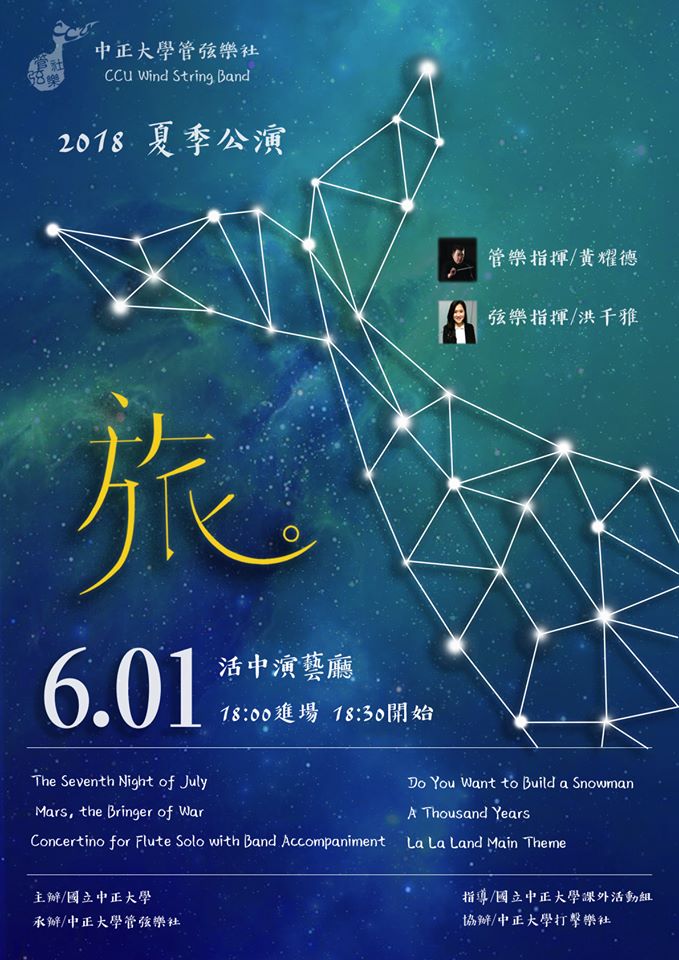 管社
弦樂
中正大學管弦樂社
CCU Wind String Band
2018 夏季公演
管樂指揮/黃耀德
弦樂指揮/洪千雅
旅。
6.01
活中演藝廳
18:00進場 18:30開始
The Seventh Night of July
Mars, the Bringer of War
Concertino for Flute Solo with Band Accompaniment
Do You Want to Build a Snowman
A Thousand Years
La La Land Main Theme
主辦/國立中正大學
承辦/中正大學管弦樂社
指導/國立中正大學課外活動組
協辦/中正大學打擊樂社